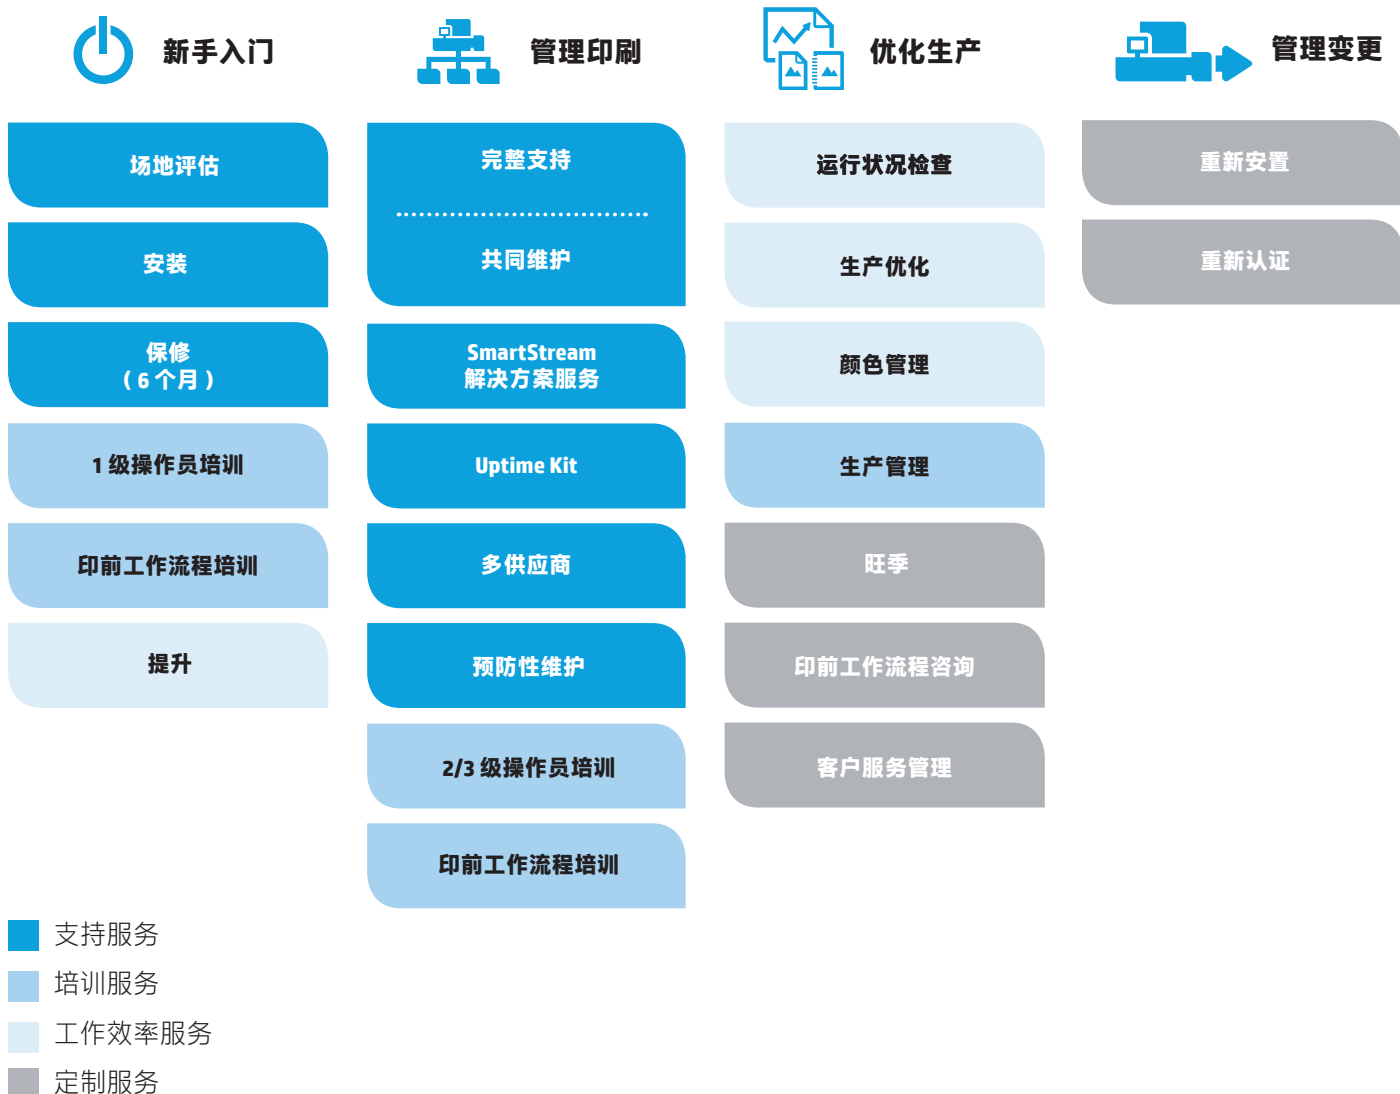 新手入门
场地评估
安装
保修
（6 个月）
1 级操作员培训
印前工作流程培训
提升
管理印刷
完整支持
共同维护
SmartStream
解决方案服务
Uptime Kit
多供应商
预防性维护
2/3 级操作员培训
印前工作流程培训
优化生产
运行状况检查
生产优化
颜色管理
生产管理
旺季
印前工作流程咨询
客户服务管理
管理变更
重新安置
重新认证
支持服务
培训服务
工作效率服务
定制服务